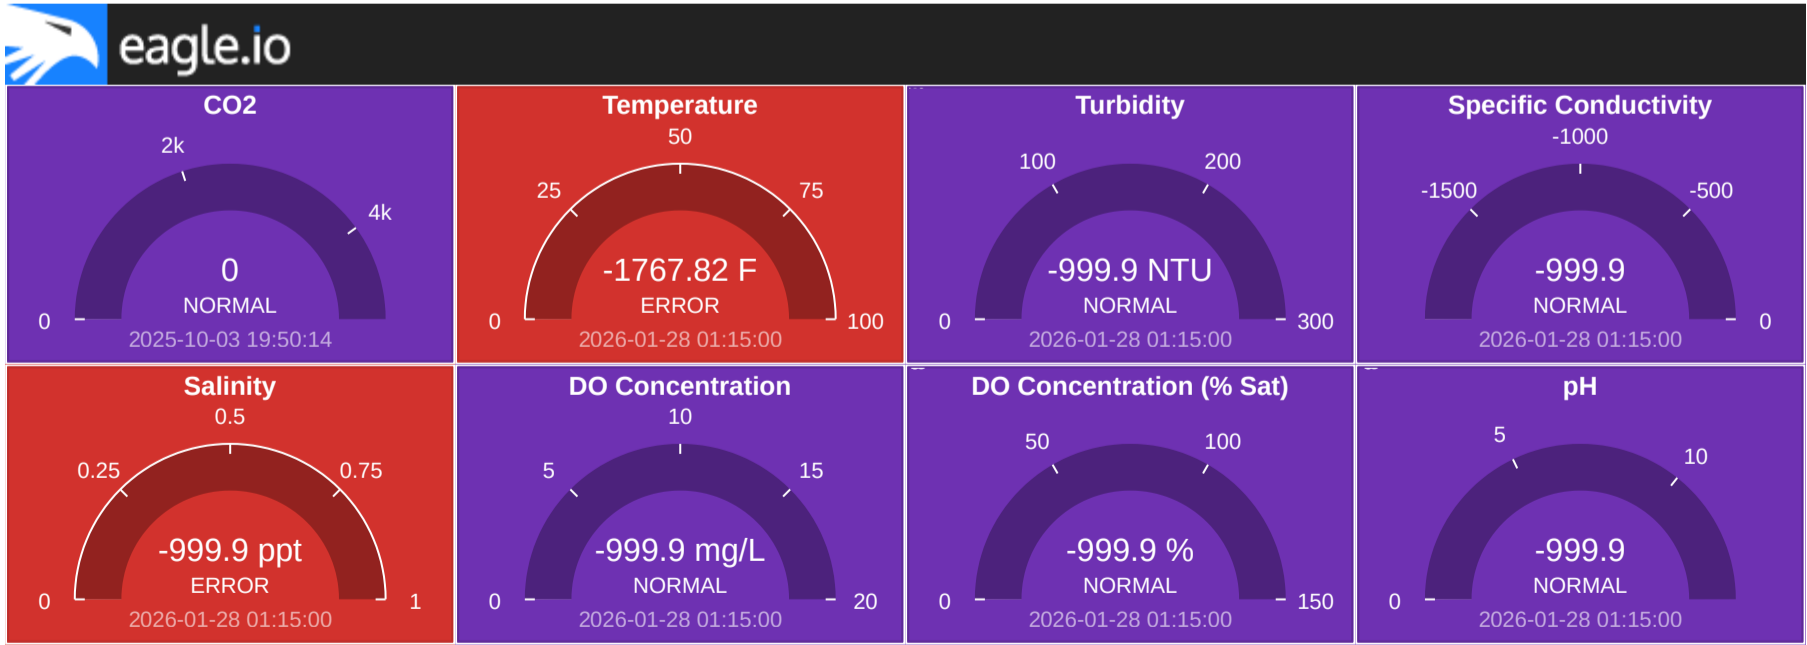 eagle.io
CO2
2k
4k
0
NORMAL
0
2025-10-03 19:50:14
Temperature
50
25
75
-1767.82 F
ERROR
0
100
2026-01-28 01:15:00
Turbidity
100
200
-999.9 NTU
NORMAL
0
300
2026-01-28 01:15:00
Specific Conductivity
-1000
-1500
-500
-999.9
NORMAL
0
2026-01-28 01:15:00
Salinity
0.5
0.25
0.75
-999.9 ppt
ERROR
0
1
2026-01-28 01:15:00
DO Concentration
10
5
15
-999.9 mg/L
NORMAL
0
20
2026-01-28 01:15:00
DO Concentration (% Sat)
50
100
-999.9 %
NORMAL
0
150
2026-01-28 01:15:00
pH
5
10
-999.9
NORMAL
0
2026-01-28 01:15:00